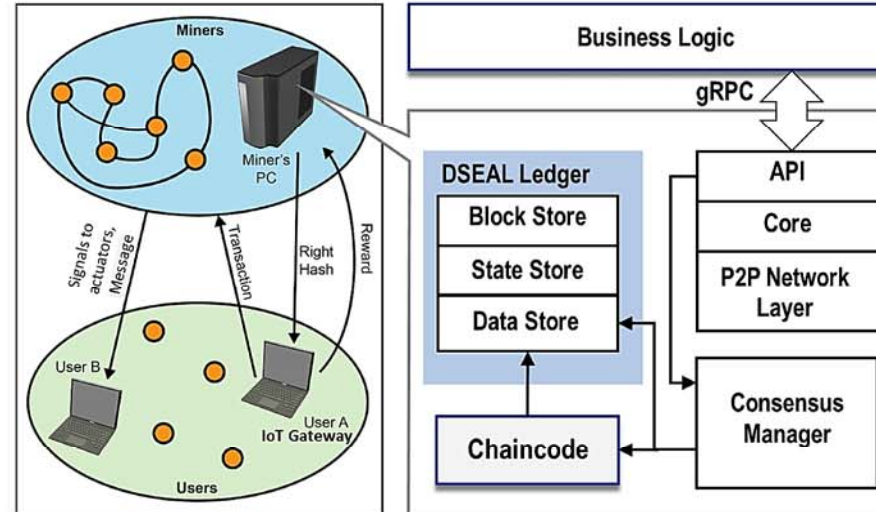 Miners
Miner's
PC
Signals to
actuators,
Message
Transaction
Right
Hash
Reward
User B
User A
IoT Gateway
Users
Business Logic
gRPC
DSEAL Ledger
Block Store
State Store
Data Store
Chaincode
API
Core
P2P Network
Layer
Consensus
Manager